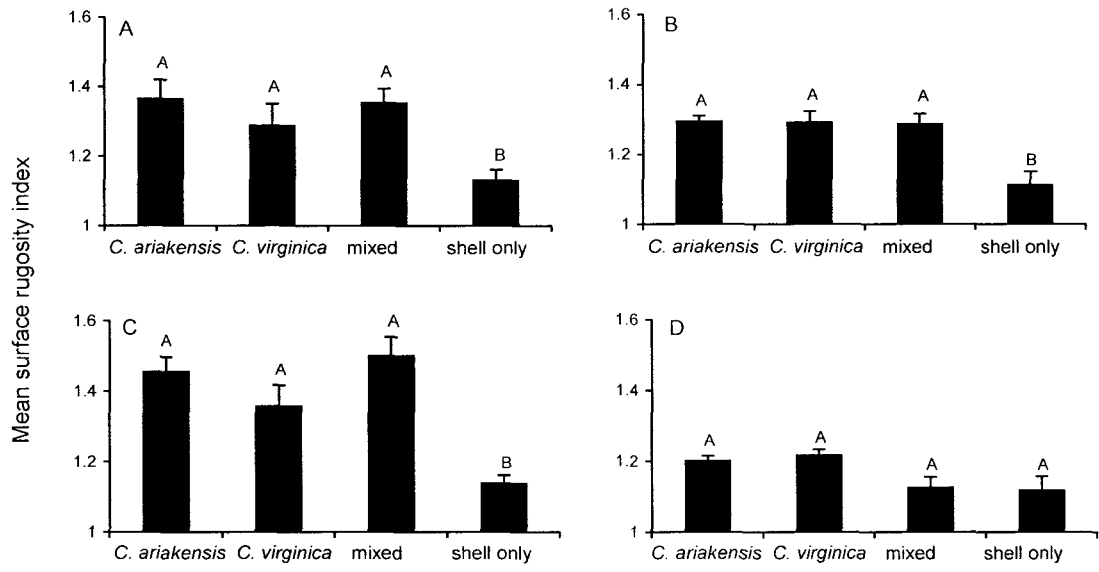 Mean surface rugosity index
A
1.6
1.4
1.2
1
A
A
A
B
C. ariakensis
C. virginica
mixed
shell only
B
1.6
1.4
1.2
1
A
A
A
B
C. ariakensis
C. virginica
mixed
shell only
C
1.6
1.4
1.2
1
A
A
A
B
C. ariakensis
C. virginica
mixed
shell only
D
1.6
1.4
1.2
1
A
A
A
A
C. ariakensis
C. virginica
mixed
shell only